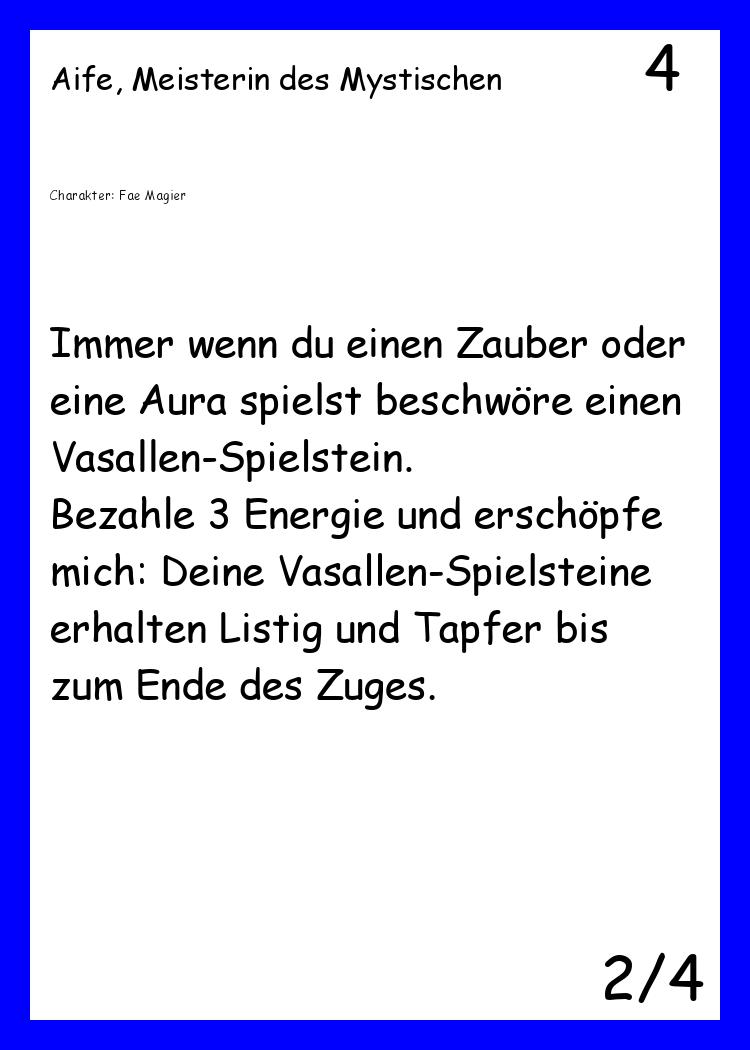 Aife, Meisterin des Mystischen
4
Charakter: Fae Magier
Immer wenn du einen Zauber oder
eine Aura spielst beschwöre einen
Vasallen-Spielstein.
Bezahle 3 Energie und erschöpfe
mich: Deine Vasallen-Spielsteine
erhalten Listig und Tapfer bis
zum Ende des Zuges.
2/4